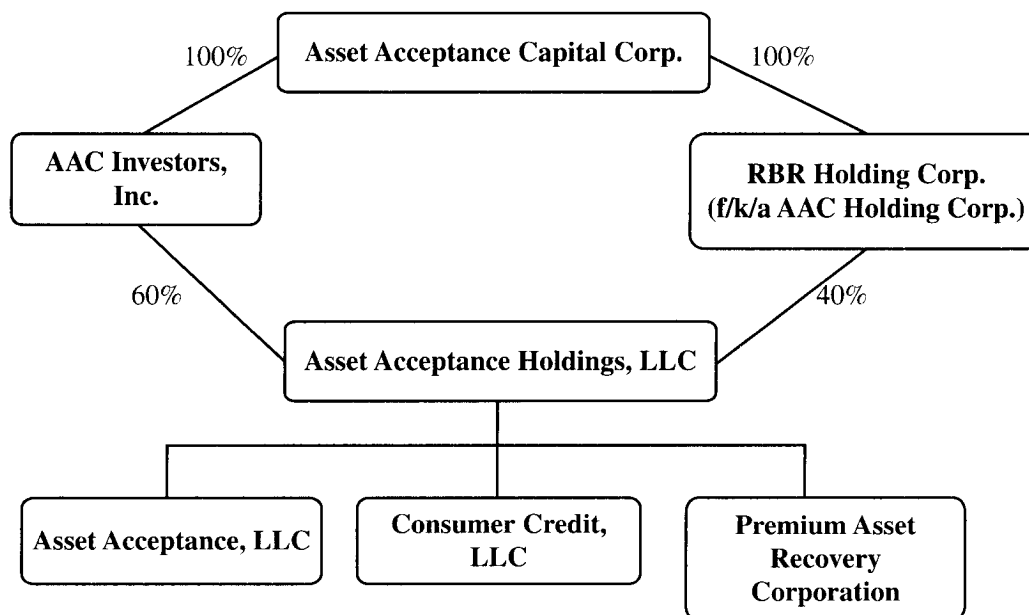 Asset Acceptance Capital Corp.
100%
100%
AAC Investors,
Inc.
RBR Holding Corp.
(f/k/a AAC Holding Corp.)
60%
40%
Asset Acceptance Holdings, LLC
Asset Acceptance, LLC
Consumer Credit,
LLC
Premium Asset
Recovery
Corporation